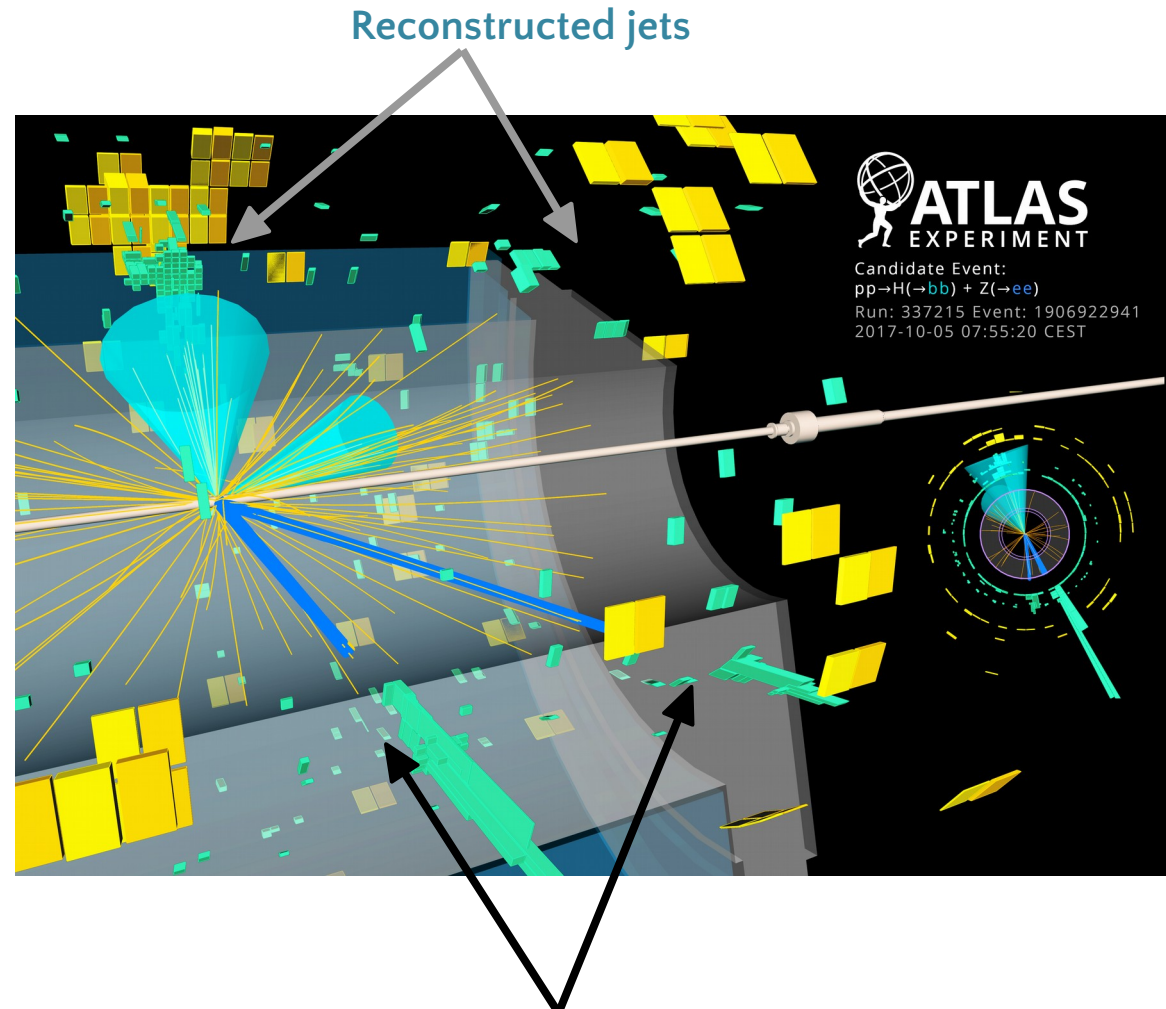 Reconstructed jets
ATLAS
EXPERIMENT
Candidate Event:
pp→H(→bb) + Z(→ee)
Run: 337215 Event: 1906922941
2017-10-05 07:55:20 CEST